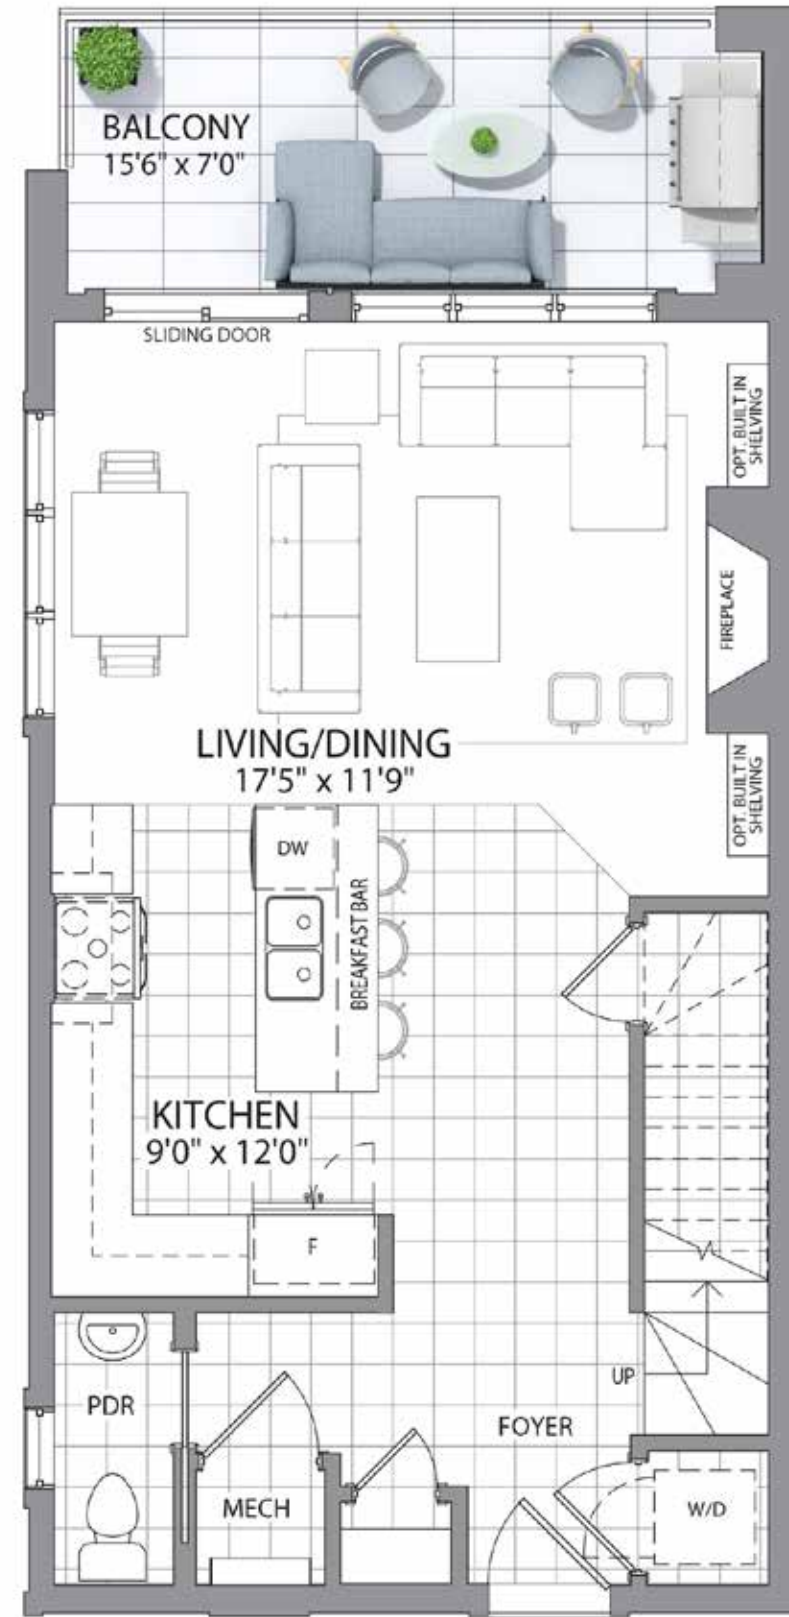 BALCONY
15'6" x 7'0"
SLIDING DOOR
OPT. BUILT IN
SHELVING
FIREPLACE
LIVING/DINING
17'5" x 11'9"
OPT. BUILT IN
SHELVING
DW
BREAKFAST BAR
KITCHEN
9'0" x 12'0"
F
UP
PDR
FOYER
MECH
W/D